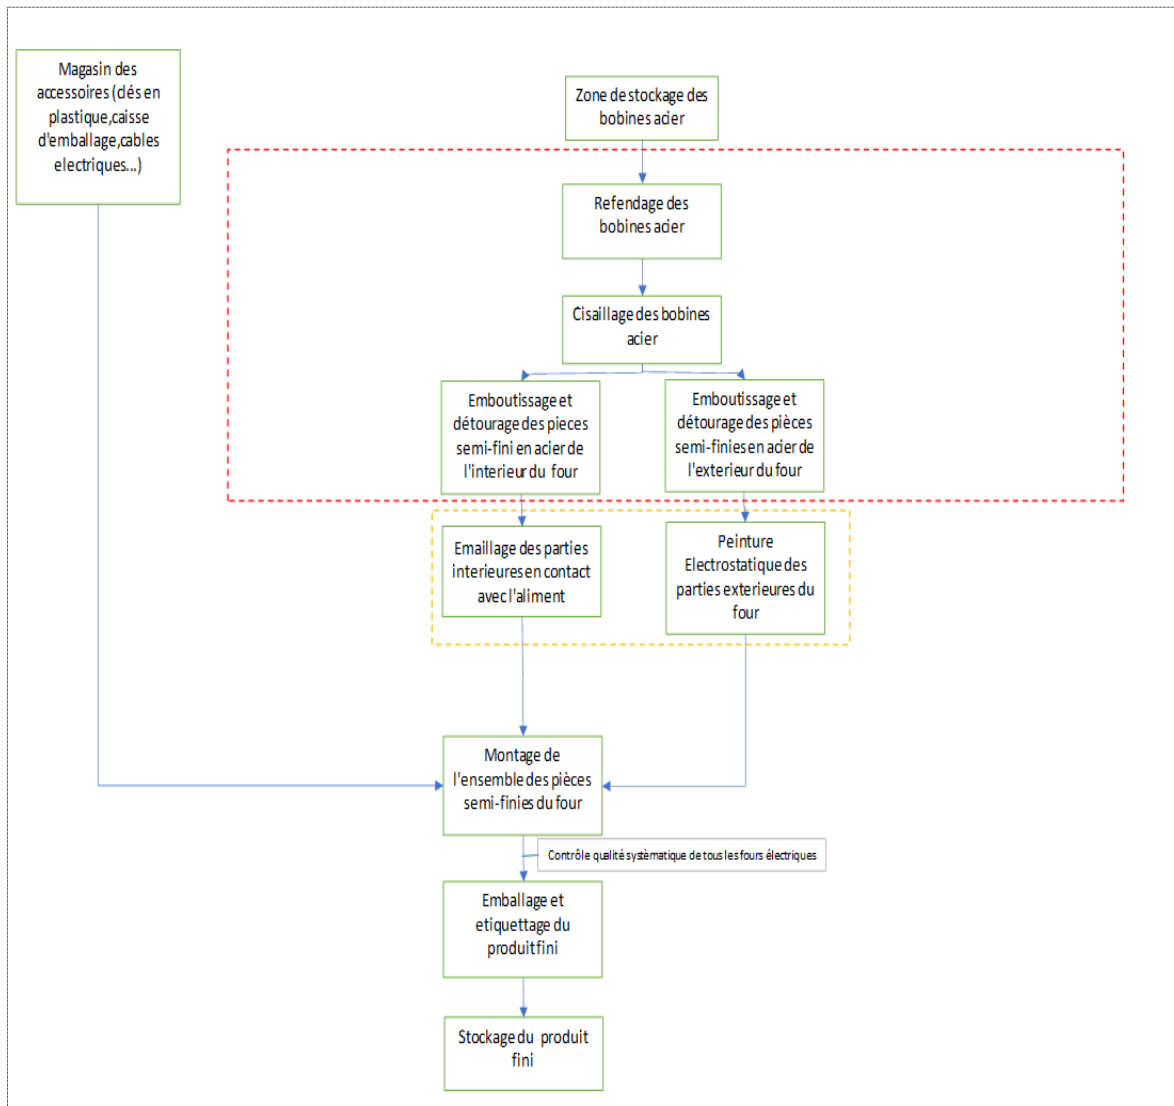 Magasin des
accessoires (clés en
plastique,caisse
d'emballage,cables
electriques...)
Zone de stockage des
bobines acier
Refendage des
bobines acier
Cisaillage des bobines
acier
Emboutissage et
détourage des pieces
semi-fini en acier de
l'interieur du four
Emboutissage et
détourage des pièces
semi-finies en acier de
l'exterieur du four
Emaillage des parties
interieures en contact
avec l'aliment
Peinture
Electrostatique des
parties exterieures du
four
Montage de
l'ensemble des pièces
semi-finies du four
Contrôle qualité systèmatique de tous les fours électriques
Emballage et
etiquettage du
produit fini
Stockage du produit
fini